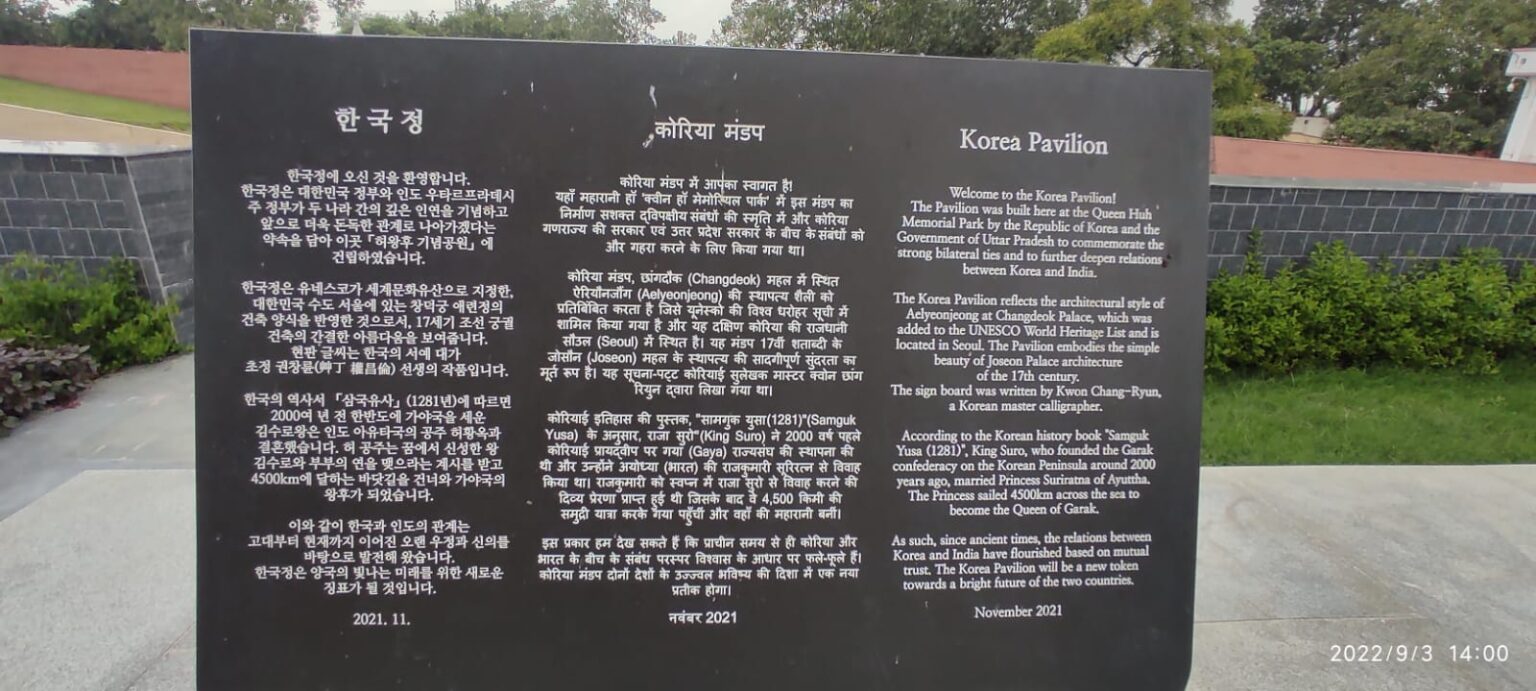 한국정
한국정에 오신 것을 환영합니다.
한국정은 대한민국 정부와 인도 우타르프라데시
주 정부가 두 나라 간의 깊은 인연을 기념하고
앞으로 더욱 돈독한 관계로 나아가겠다는
약속을 담아 이곳 「허왕후 기념공원」에
건립하였습니다.
한국정은 유네스코가 세계문화유산으로 지정한,
대한민국 수도 서울에 있는 창덕궁 애련정의
건축 양식을 반영한 것으로서, 17세기 조선 궁궐
건축의 간결한 아름다움을 보여줍니다.
현판 글씨는 한국의 서예 대가
초정 권창륜(艸丁 權昌倫) 선생의 작품입니다.
한국의 역사서 「삼국유사」(1281년)에 따르면
2000여 년 전 한반도에 가야국을 세운
김수로왕은 인도 아유타국의 공주 허황옥과
결혼했습니다. 허 공주는 꿈에서 신성한 왕
김수로와 부부의 연을 맺으라는 계시를 받고
4500km에 달하는 바닷길을 건너와 가야국의
왕후가 되었습니다.
이와 같이 한국과 인도의 관계는
고대부터 현재까지 이어진 오랜 우정과 신의를
바탕으로 발전해 왔습니다.
한국정은 양국의 빛나는 미래를 위한 새로운
징표가 될 것입니다.
2021. 11.
कोरिया मंडप
कोरिया मंडप में आपका स्वागत है!
यहाँ महारानी हॉ 'क्वीन हॉ मेमोरियल पार्क' में इस मंडप का
निर्माण सशक्त द्विपक्षीय संबंधों की स्मृति में और कोरिया
गणराज्य की सरकार एवं उत्तर प्रदेश सरकार के बीच के संबंधों को
और गहरा करने के लिए किया गया था।
कोरिया मंडप, छांगदौक (Changdeok) महल में स्थित
ऐरियौनजौंग (Aelyeonjeong) की स्थापत्य शैली को
प्रतिबिंबित करता है जिसे यूनेस्को की विश्व धरोहर सूची में
शामिल किया गया है और यह दक्षिण कोरिया की राजधानी
सौउल (Seoul) में स्थित है। यह मंडप 17वीं शताब्दी के
जोसौन (Joseon) महल के स्थापत्य की सादगीपूर्ण सुंदरता का
मूर्त रूप है। यह सूचना-पट्ट कोरियाई सुलेखक मास्टर क्वोन छांग
रियुन द्वारा लिखा गया था।
कोरियाई इतिहास की पुस्तक, "सामगुक युसा(1281)"(Samguk
Yusa) के अनुसार, राजा सुरो"(King Suro) ने 2000 वर्ष पहले
कोरियाई प्रायद्वीप पर गया (Gaya) राज्यसंघ की स्थापना की
थी और उन्होंने अयोध्या (भारत) की राजकुमारी सूरिरत्न से विवाह
किया था। राजकुमारी को स्वप्न में राजा सुरो से विवाह करने की
दिव्य प्रेरणा प्राप्त हुई थी जिसके बाद वे 4,500 किमी की
समुद्री यात्रा करके गया पहुँचीं और वहाँ की महारानी बनीं।
इस प्रकार हम देख सकते हैं कि प्राचीन समय से ही कोरिया और
भारत के बीच के संबंध परस्पर विश्वास के आधार पर फले-फूले हैं।
कोरिया मंडप दोनों देशों के उज्ज्वल भविष्य की दिशा में एक नया
प्रतीक होगा।
नवंबर 2021
Korea Pavilion
Welcome to the Korea Pavilion!
The Pavilion was built here at the Queen Huh
Memorial Park by the Republic of Korea and the
Government of Uttar Pradesh to commemorate the
strong bilateral ties and to further deepen relations
between Korea and India.
The Korea Pavilion reflects the architectural style of
Aelyeonjeong at Changdeok Palace, which was
added to the UNESCO World Heritage List and is
located in Seoul. The Pavilion embodies the simple
beauty of Joseon Palace architecture
of the 17th century.
The sign board was written by Kwon Chang-Ryun,
a Korean master calligrapher.
According to the Korean history book "Samguk
Yusa (1281)", King Suro, who founded the Garak
confederacy on the Korean Peninsula around 2000
years ago, married Princess Suriratna of Ayuttha.
The Princess sailed 4500km across the sea to
become the Queen of Garak.
As such, since ancient times, the relations between
Korea and India have flourished based on mutual
trust. The Korea Pavilion will be a new token
towards a bright future of the two countries.
November 2021
2022/9/3 14:00